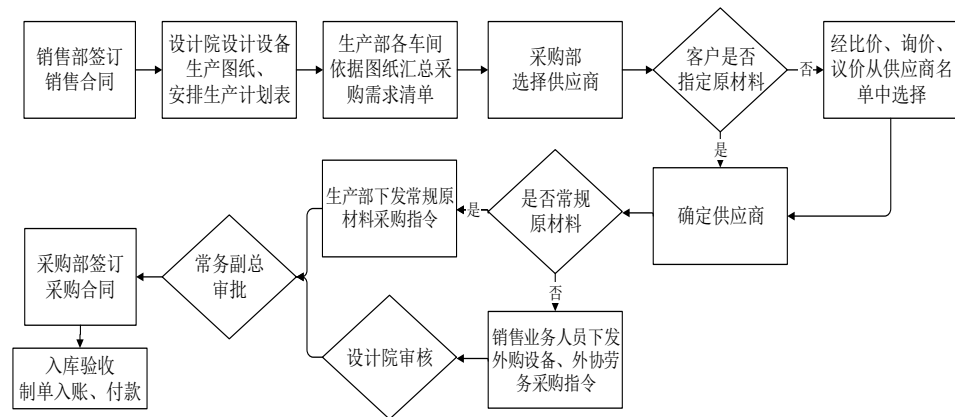 销售部签订
销售合同
设计院设计设备
生产图纸、
安排生产计划表
生产部各车间
依据图纸汇总采
购需求清单
采购部
选择供应商
客户是否
指定原材料
否
经比价、询价、
议价从供应商名
单中选择
是
确定供应商
是否常规
原材料
是
生产部下发常规原
材料采购指令
否
销售业务人员下发
外购设备、外协劳
务采购指令
设计院审核
常务副总
审批
采购部签订
采购合同
入库验收
制单入账、付款